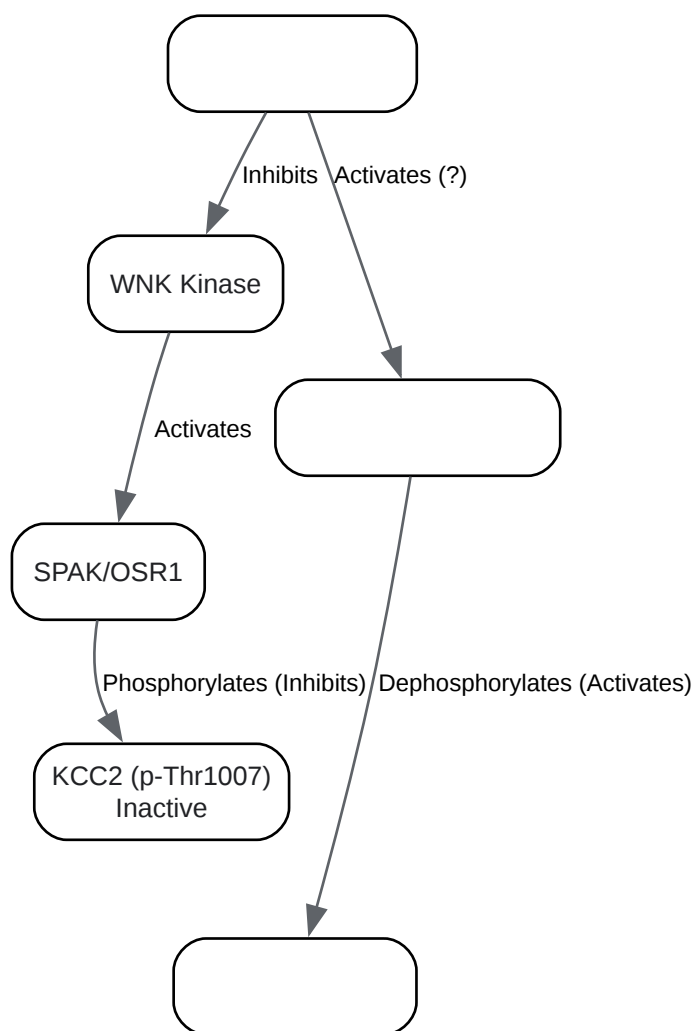 Inhibits
Activates (?)
WNK Kinase
Activates
SPAK/OSR1
Phosphorylates (Inhibits)
Dephosphorylates (Activates)
KCC2 (p-Thr1007)
Inactive